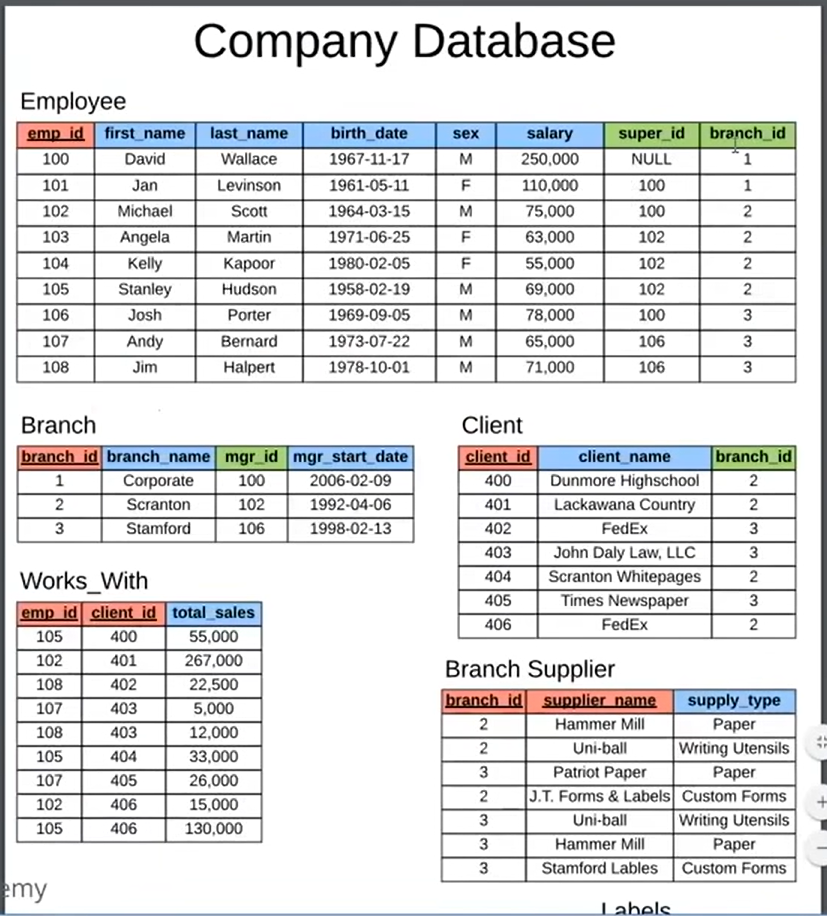 Company Database
Employee
emp_id first_name last_name birth_date sex salary super_id branch_id
100 David Wallace 1967-11-17 M 250,000 NULL 1
101 Jan Levinson 1961-05-11 F 110,000 100 1
102 Michael Scott 1964-03-15 M 75,000 100 2
103 Angela Martin 1971-06-25 F 63,000 102 2
104 Kelly Kapoor 1980-02-05 F 55,000 102 2
105 Stanley Hudson 1958-02-19 M 69,000 102 2
106 Josh Porter 1969-09-05 M 78,000 100 3
107 Andy Bernard 1973-07-22 M 65,000 106 3
108 Jim Halpert 1978-10-01 M 71,000 106 3
Branch
branch_id branch_name mgr_id mgr_start_date
1 Corporate 100 2006-02-09
2 Scranton 102 1992-04-06
3 Stamford 106 1998-02-13
Client
client_id client_name branch_id
400 Dunmore Highschool 2
401 Lackawana Country 2
402 FedEx 3
403 John Daly Law, LLC 3
404 Scranton Whitepages 2
405 Times Newspaper 3
406 FedEx 2
Works_With
emp_id client_id total_sales
105 400 55,000
102 401 267,000
108 402 22,500
107 403 5,000
108 403 12,000
105 404 33,000
107 405 26,000
102 406 15,000
105 406 130,000
Branch Supplier
branch_id supplier_name supply_type
2 Hammer Mill Paper
2 Uni-ball Writing Utensils
3 Patriot Paper Paper
2 J.T. Forms & Labels Custom Forms
3 Uni-ball Writing Utensils
3 Hammer Mill Paper
3 Stamford Lables Custom Forms
emy
Labels